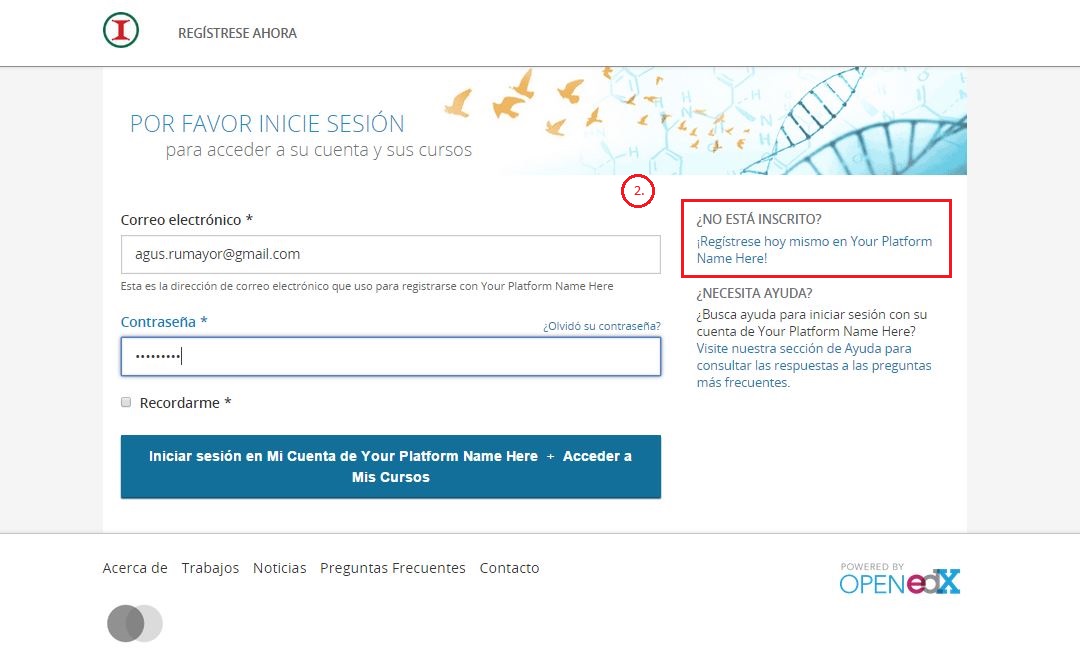 I
REGÍSTRESE AHORA
POR FAVOR INICIE SESIÓN
para acceder a su cuenta y sus cursos
2.
Correo electrónico *
agus.rumayor@gmail.com
Esta es la dirección de correo electrónico que uso para registrarse con Your Platform Name Here
Contraseña *
¿Olvidó su contraseña?
•••••••••
Recordarme *
Iniciar sesión en Mi Cuenta de Your Platform Name Here + Acceder a
Mis Cursos
¿NO ESTÁ INSCRITO?
¡Regístrese hoy mismo en Your Platform
Name Here!
¿NECESITA AYUDA?
¿Busca ayuda para iniciar sesión con su
cuenta de Your Platform Name Here?
Visite nuestra sección de Ayuda para
consultar las respuestas a las preguntas
más frecuentes.
Acerca de Trabajos Noticias Preguntas Frecuentes Contacto
POWERED BY
OPEN edX